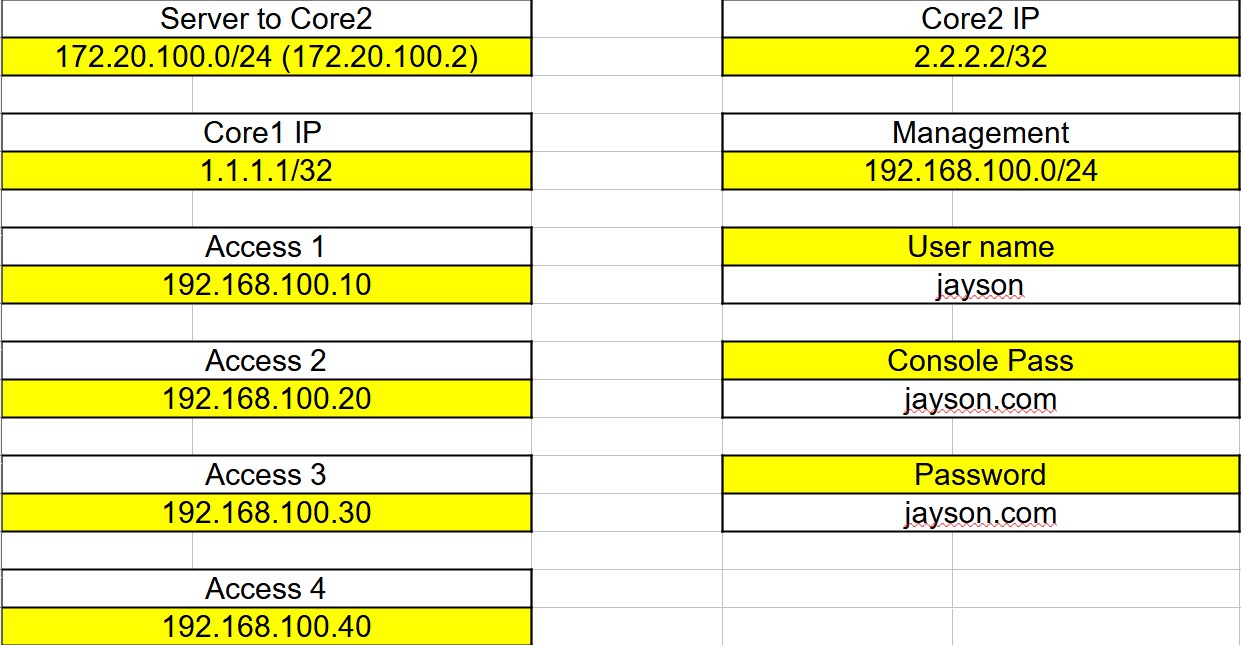 Server to Core2
172.20.100.0/24 (172.20.100.2)
Core2 IP
2.2.2.2/32
Core1 IP
1.1.1.1/32
Management
192.168.100.0/24
Access 1
192.168.100.10
User name
jayson
Access 2
192.168.100.20
Console Pass
jayson.com
Access 3
192.168.100.30
Password
jayson.com
Access 4
192.168.100.40